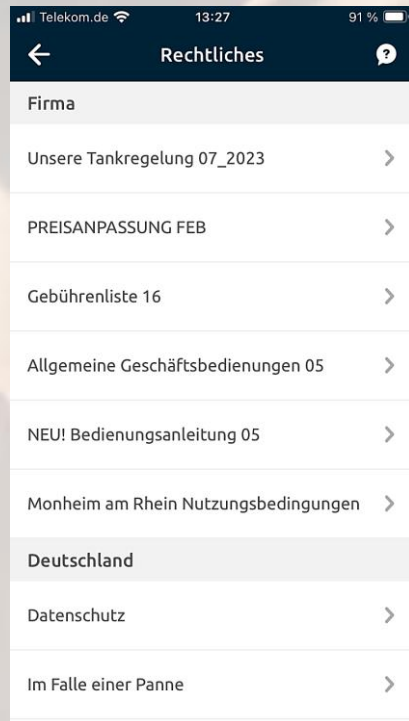 Telekom.de 13:27 91 %
Rechtliches ?
Firma
Unsere Tankregelung 07_2023
PREISANPASSUNG FEB
Gebührenliste 16
Allgemeine Geschäftsbedienungen 05
NEU! Bedienungsanleitung 05
Monheim am Rhein Nutzungsbedingungen
Deutschland
Datenschutz
Im Falle einer Panne